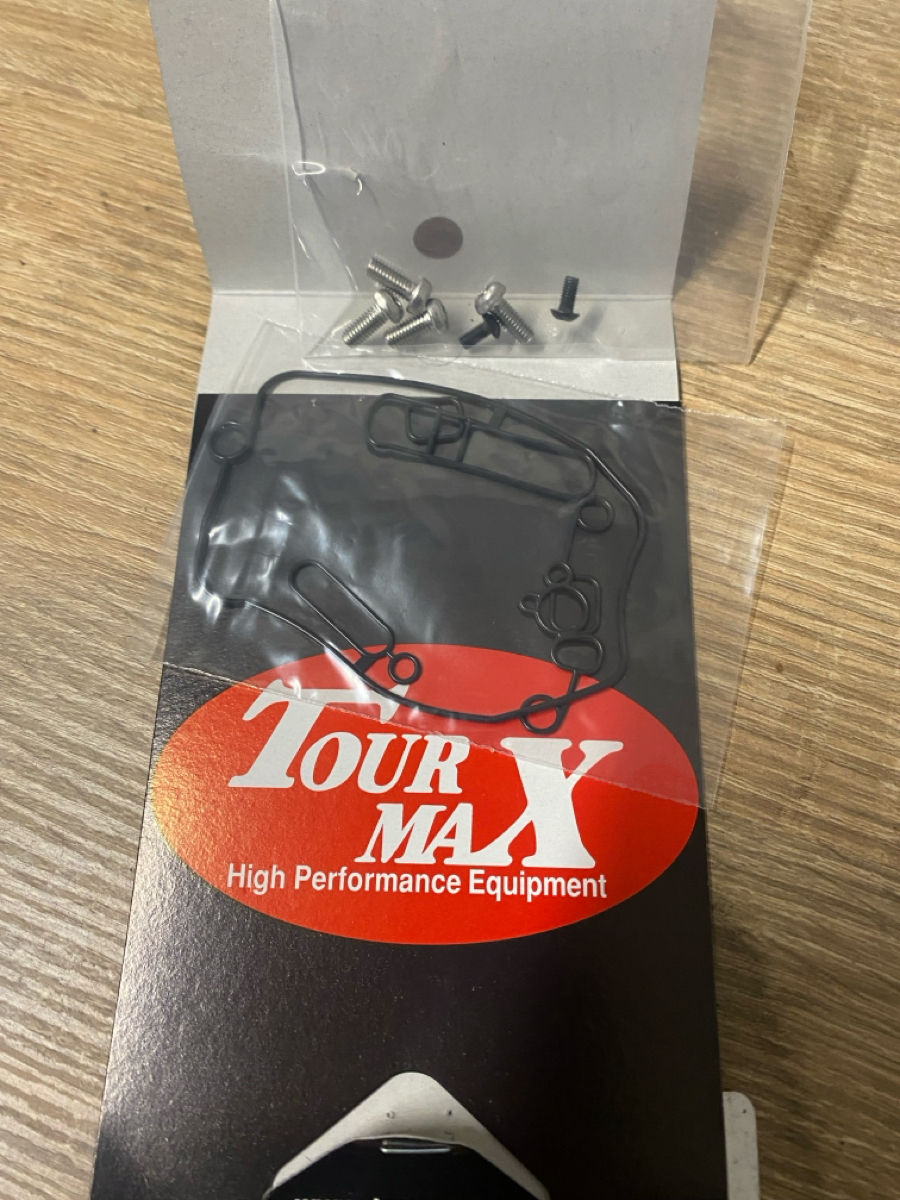 TOUR
MAX
High Performance Equipment